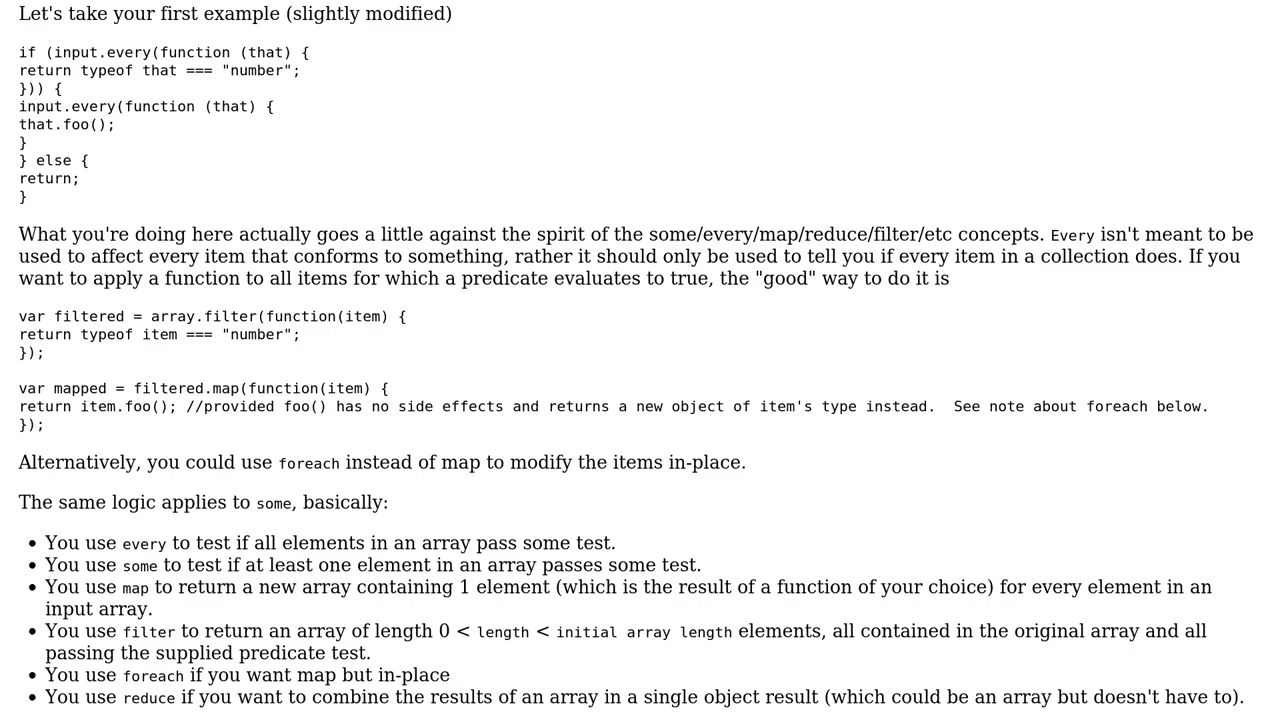 Let's take your first example (slightly modified)
if (input.every(function (that) {
return typeof that === "number";
})) {
input.every(function (that) {
that.foo();
}
} else {
return;
}
What you're doing here actually goes a little against the spirit of the some/every/map/reduce/filter/etc concepts. Every isn't meant to be
used to affect every item that conforms to something, rather it should only be used to tell you if every item in a collection does. If you
want to apply a function to all items for which a predicate evaluates to true, the "good" way to do it is
var filtered = array.filter(function(item) {
return typeof item === "number";
});
var mapped = filtered.map(function(item) {
return item.foo(); //provided foo() has no side effects and returns a new object of item's type instead.  See note about foreach below.
});
Alternatively, you could use foreach instead of map to modify the items in-place.
The same logic applies to some, basically:
• You use every to test if all elements in an array pass some test.
• You use some to test if at least one element in an array passes some test.
• You use map to return a new array containing 1 element (which is the result of a function of your choice) for every element in an
input array.
• You use filter to return an array of length 0 < length < initial array length elements, all contained in the original array and all
passing the supplied predicate test.
• You use foreach if you want map but in-place
• You use reduce if you want to combine the results of an array in a single object result (which could be an array but doesn't have to).